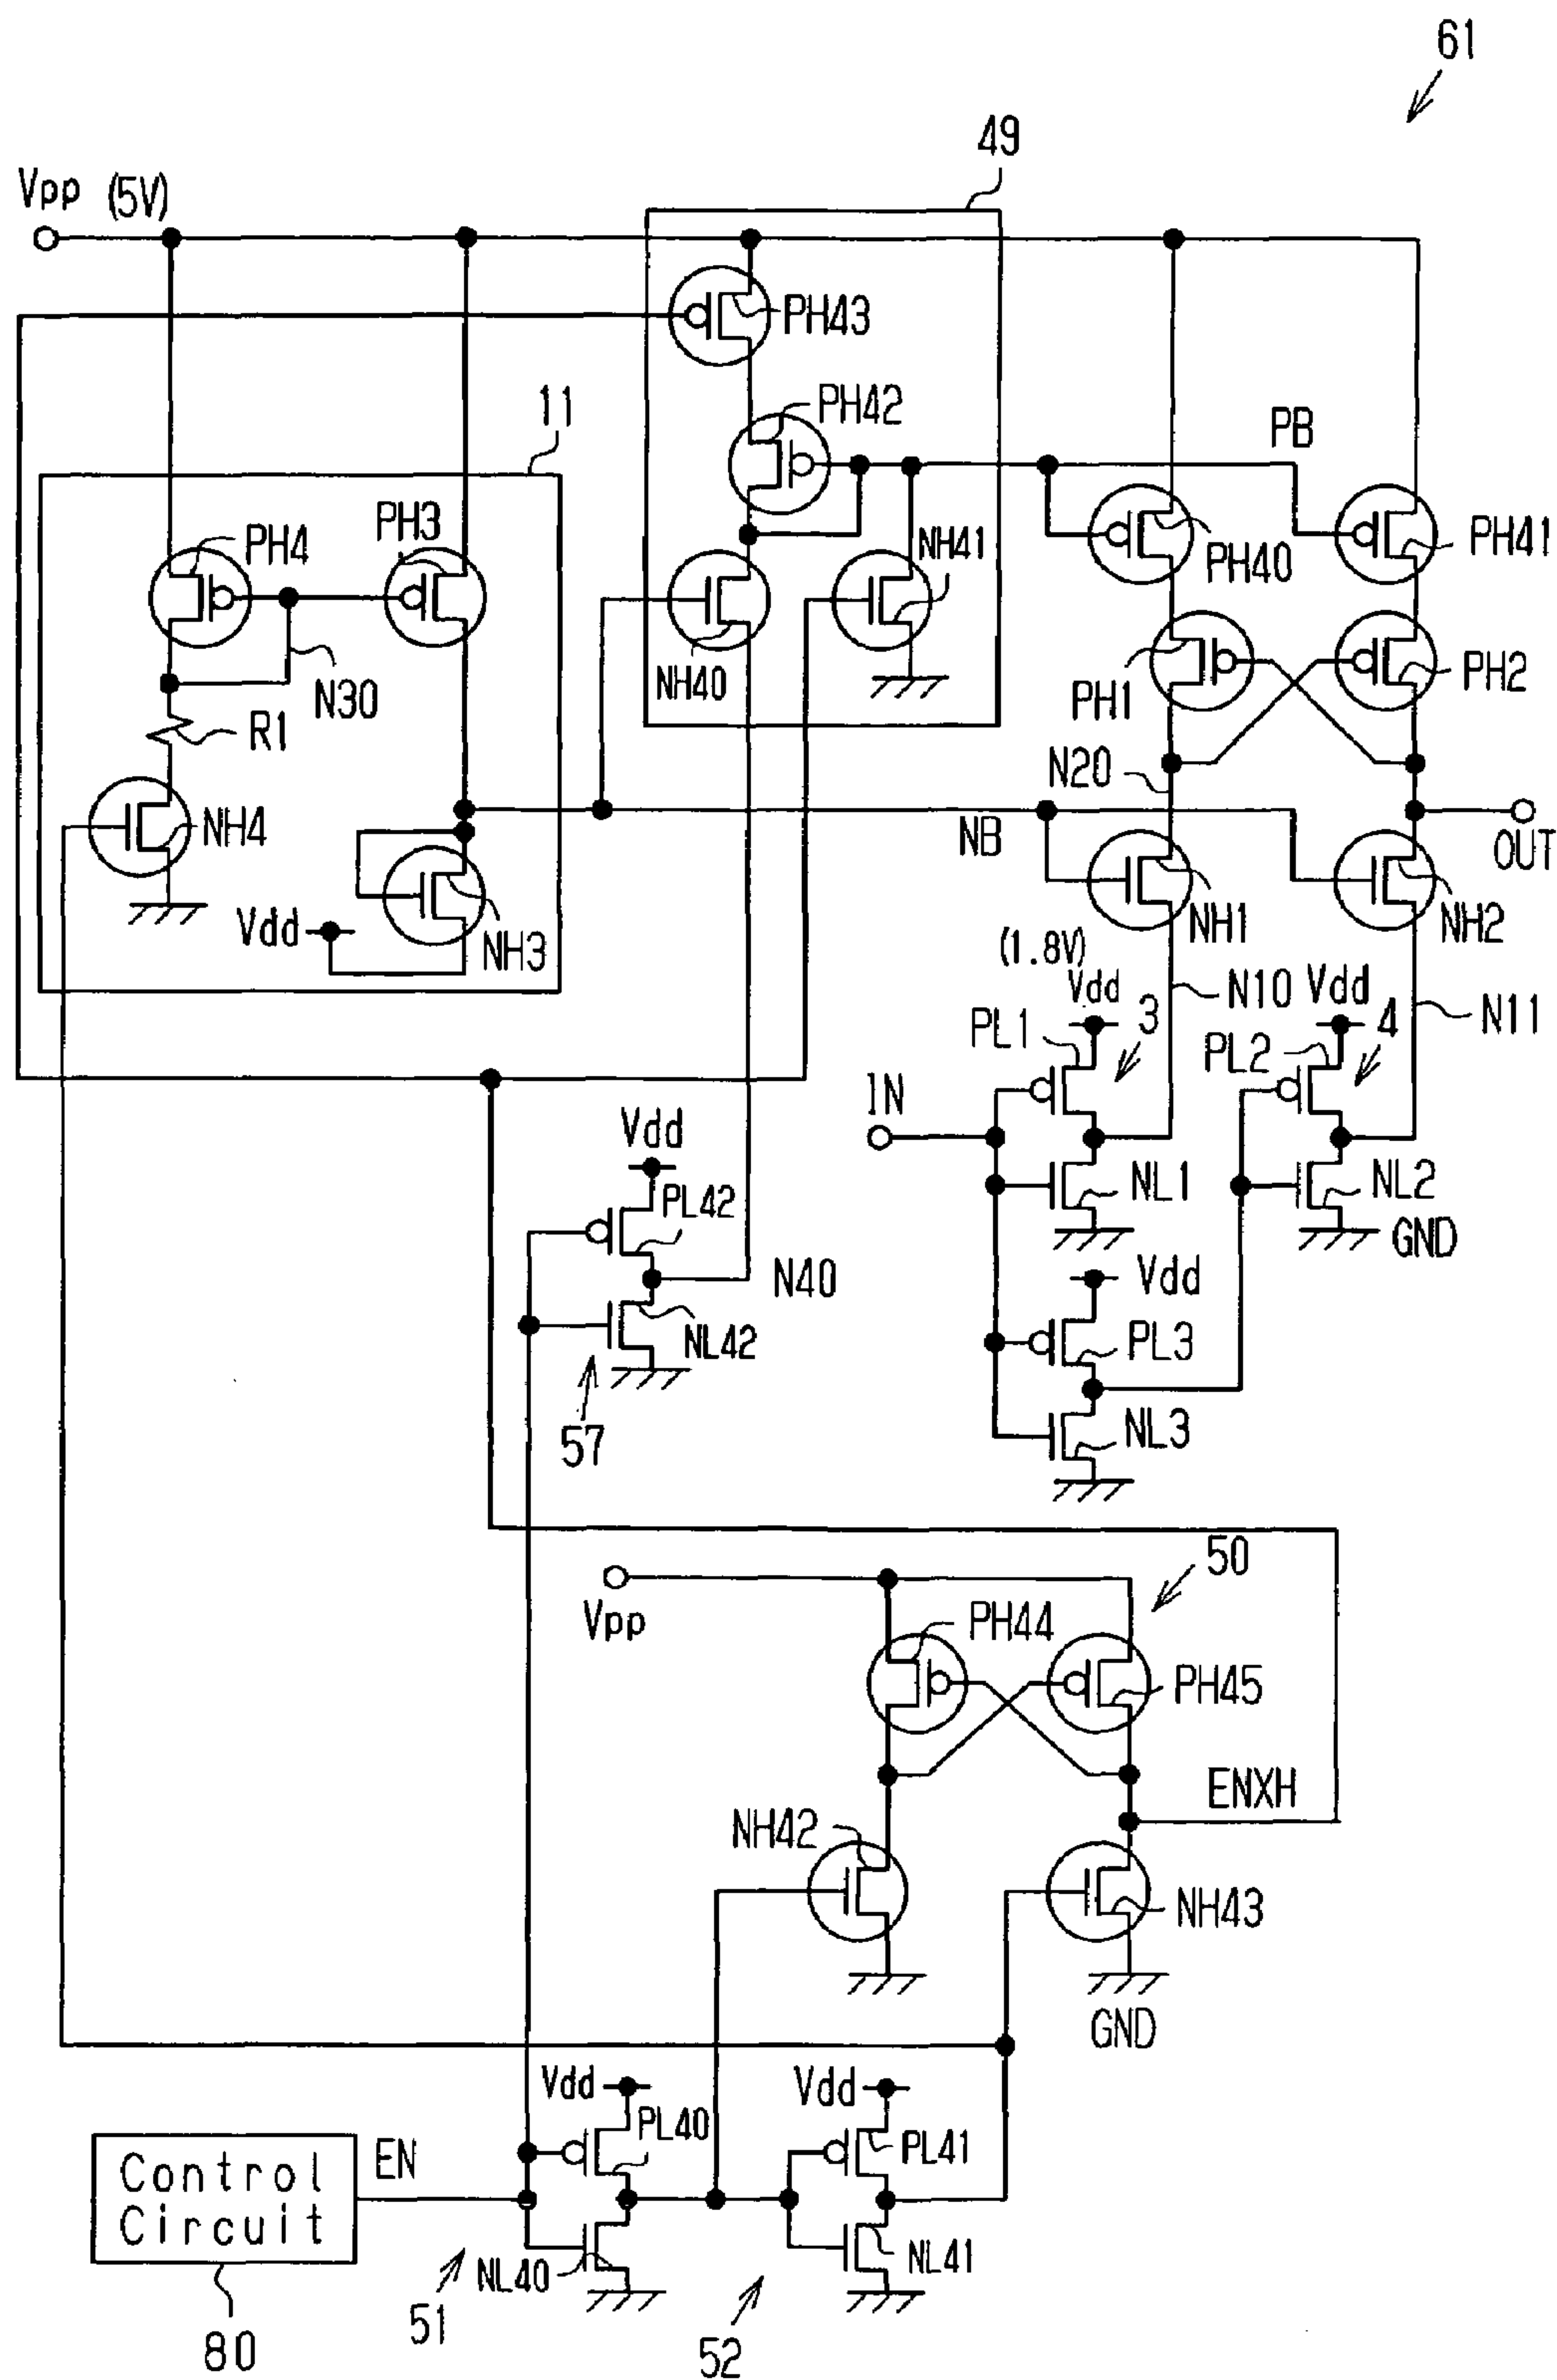 61
49
Vpp (5V)
PH43
11
PH42
PB
PH4
PH3
NH41
PH40
PH41
NH40
PH1
PH2
N30
R1
N20
NH4
NB
OUT
Vdd
NH3
NH1
NH2
(1.8V)
Vdd
N10
Vdd
N11
PL1
3
PL2
4
IN
Vdd
PL42
NL1
NL2
GND
N40
Vdd
NL42
PL3
57
NL3
50
Vpp
PH44
PH45
ENXH
NH42
NH43
GND
Vdd
Vdd
PL40
PL41
EN
Control
Circuit
NL40
NL41
51
52
80